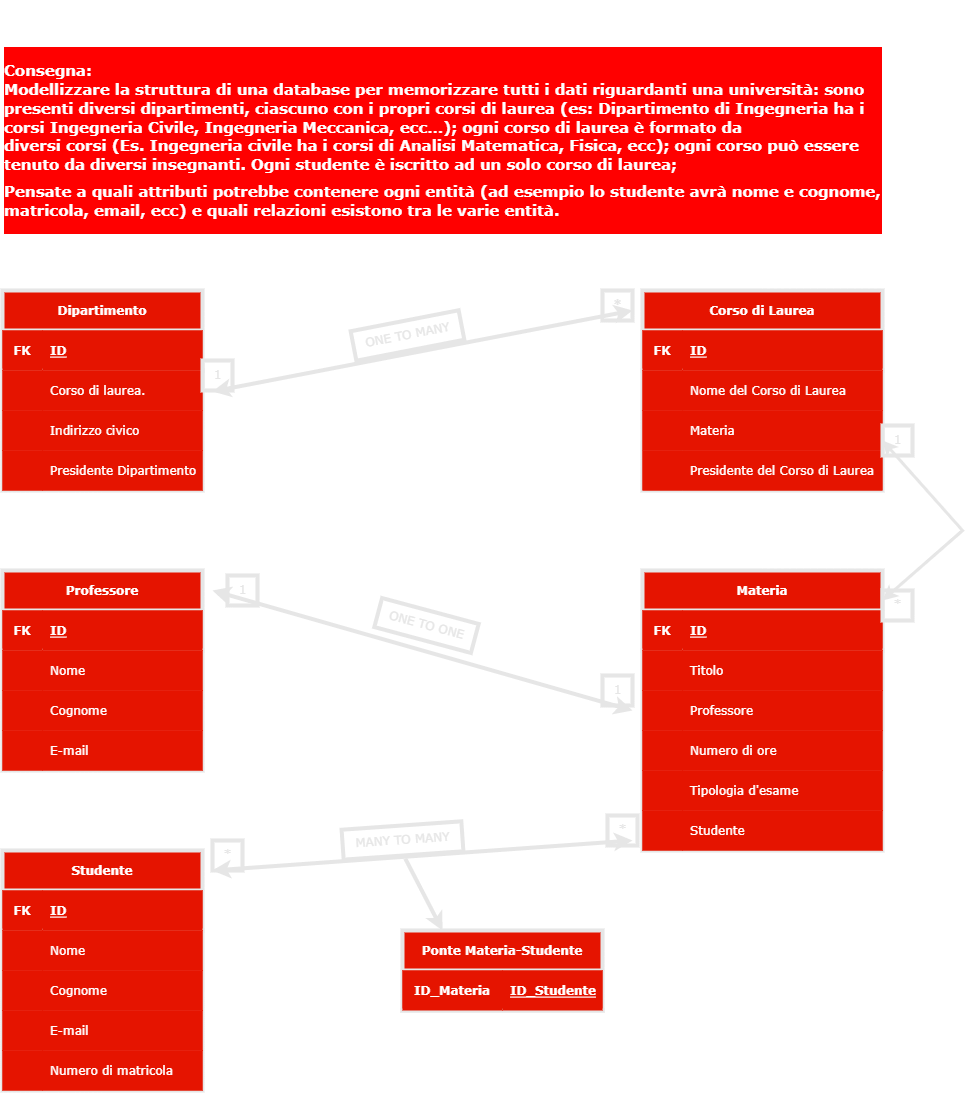 Consegna:
Modellizzare la struttura di una database per memorizzare tutti i dati riguardanti una università: sono
presenti diversi dipartimenti, ciascuno con i propri corsi di laurea (es: Dipartimento di Ingegneria ha i
corsi Ingegneria Civile, Ingegneria Meccanica, ecc...); ogni corso di laurea è formato da
diversi corsi (Es. Ingegneria civile ha i corsi di Analisi Matematica, Fisica, ecc); ogni corso può essere
tenuto da diversi insegnanti. Ogni studente è iscritto ad un solo corso di laurea;
Pensate a quali attributi potrebbe contenere ogni entità (ad esempio lo studente avrà nome e cognome,
matricola, email, ecc) e quali relazioni esistono tra le varie entità.
Dipartimento
FK ID
Corso di laurea.
Indirizzo civico
Presidente Dipartimento
1
ONE TO MANY
*
Corso di Laurea
FK ID
Nome del Corso di Laurea
Materia
Presidente del Corso di Laurea
1
*
Professore
FK ID
Nome
Cognome
E-mail
1
ONE TO ONE
1
Materia
FK ID
Titolo
Professore
Numero di ore
Tipologia d'esame
Studente
*
MANY TO MANY
*
Studente
FK ID
Nome
Cognome
E-mail
Numero di matricola
Ponte Materia-Studente
ID_Materia ID_Studente